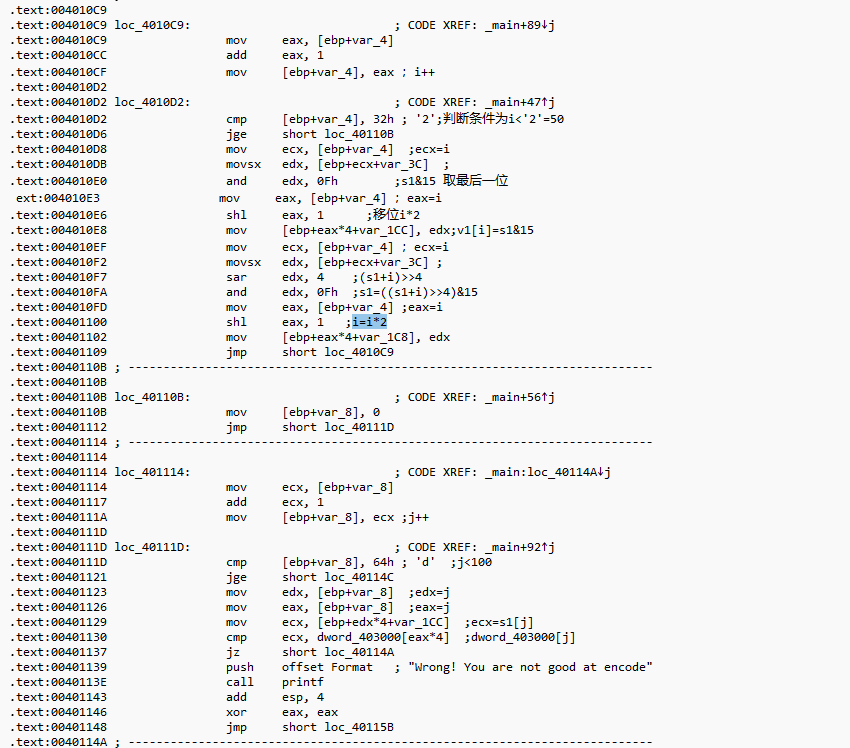 .text:004010C9
.text:004010C9 loc_4010C9: ; CODE XREF: _main+89↓j
.text:004010C9 mov eax, [ebp+var_4]
.text:004010CC add eax, 1
.text:004010CF mov [ebp+var_4], eax ; i++
.text:004010D2
.text:004010D2 loc_4010D2: ; CODE XREF: _main+47↑j
.text:004010D2 cmp [ebp+var_4], 32h ; '2';判断条件为i<'2'=50
.text:004010D6 jge short loc_40110B
.text:004010D8 mov ecx, [ebp+var_4] ;ecx=i
.text:004010DB movsx edx, [ebp+ecx+var_3C] ;
.text:004010E0 and edx, 0Fh ;s1&15 取最后一位
ext:004010E3 mov eax, [ebp+var_4] ; eax=i
.text:004010E6 shl eax, 1 ;移位i*2
.text:004010E8 mov [ebp+eax*4+var_1CC], edx;v1[i]=s1&15
.text:004010EF mov ecx, [ebp+var_4] ; ecx=i
.text:004010F2 movsx edx, [ebp+ecx+var_3C] ;
.text:004010F7 sar edx, 4 ;(s1+i)>>4
.text:004010FA and edx, 0Fh ;s1=((s1+i)>>4)&15
.text:004010FD mov eax, [ebp+var_4] ;eax=i
.text:00401100 shl eax, 1 ;i=i*2
.text:00401102 mov [ebp+eax*4+var_1C8], edx
.text:00401109 jmp short loc_4010C9
.text:0040110B ; ---------------------------------------------------------------------------
.text:0040110B
.text:0040110B loc_40110B: ; CODE XREF: _main+56↑j
.text:0040110B mov [ebp+var_8], 0
.text:00401112 jmp short loc_40111D
.text:00401114 ; ---------------------------------------------------------------------------
.text:00401114
.text:00401114 loc_401114: ; CODE XREF: _main:loc_40114A↓j
.text:00401114 mov ecx, [ebp+var_8]
.text:00401117 add ecx, 1
.text:0040111A mov [ebp+var_8], ecx ;j++
.text:0040111D
.text:0040111D loc_40111D: ; CODE XREF: _main+92↑j
.text:0040111D cmp [ebp+var_8], 64h ; 'd' ;j<100
.text:00401121 jge short loc_40114C
.text:00401123 mov edx, [ebp+var_8] ;edx=j
.text:00401126 mov eax, [ebp+var_8] ;eax=j
.text:00401129 mov ecx, [ebp+edx*4+var_1CC] ;ecx=s1[j]
.text:00401130 cmp ecx, dword_403000[eax*4] ;dword_403000[j]
.text:00401137 jz short loc_40114A
.text:00401139 push offset Format ; "Wrong! You are not good at encode"
.text:0040113E call printf
.text:00401143 add esp, 4
.text:00401146 xor eax, eax
.text:00401148 jmp short loc_40115B
.text:0040114A ; ---------------------------------------------------------------------------